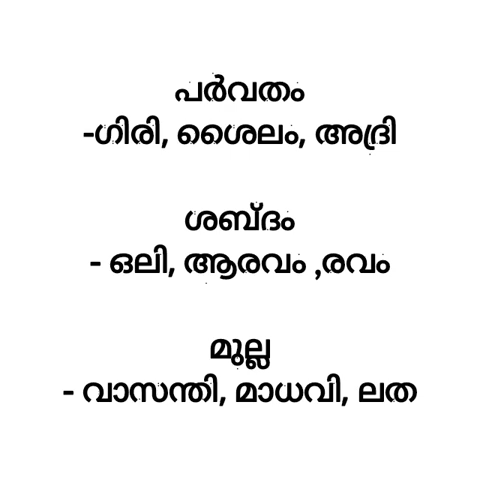 പർവതം
-ഗിരി, ശൈലം, അദ്രി
ശബ്ദം
- ഒലി, ആരവം ,രവം
മുല്ല
- വാസന്തി, മാധവി, ലത